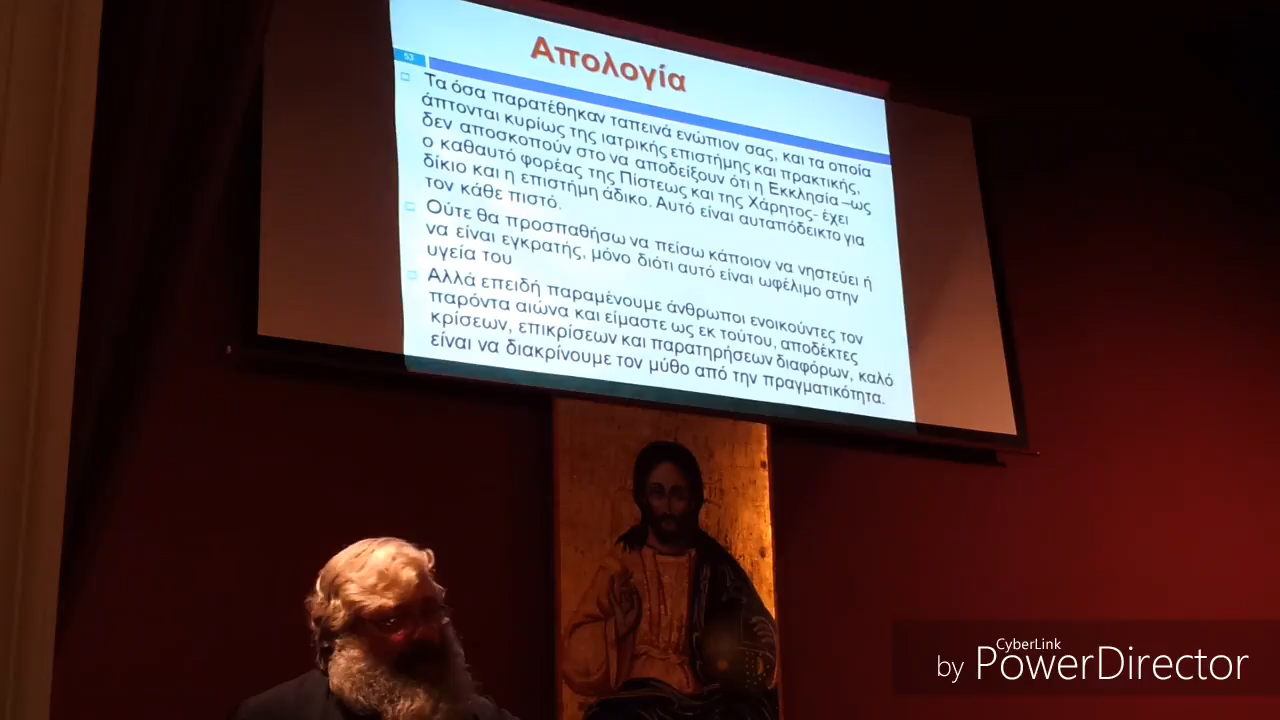 Απολογία
53
Τα όσα παρατέθηκαν ταπεινά ενώπιον σας, και τα οποία
άπτονται κυρίως της ιατρικής επιστήμης και πρακτικής,
δεν αποσκοπούν στο να αποδείξουν ότι η Εκκλησία –ως
ο καθαυτό φορέας της Πίστεως και της Χάρητος- έχει
δίκιο και η επιστήμη άδικο. Αυτό είναι αυταπόδεικτο για
τον κάθε πιστό.
Ούτε θα προσπαθήσω να πείσω κάποιον να νηστεύει ή
να είναι εγκρατής, μόνο διότι αυτό είναι ωφέλιμο στην
υγεία του
Αλλά επειδή παραμένουμε άνθρωποι ενοικούντες τον
παρόντα αιώνα και είμαστε ως εκ τούτου, αποδέκτες
κρίσεων, επικρίσεων και παρατηρήσεων διαφόρων, καλό
είναι να διακρίνουμε τον μύθο από την πραγματικότητα.
CyberLink
by PowerDirector